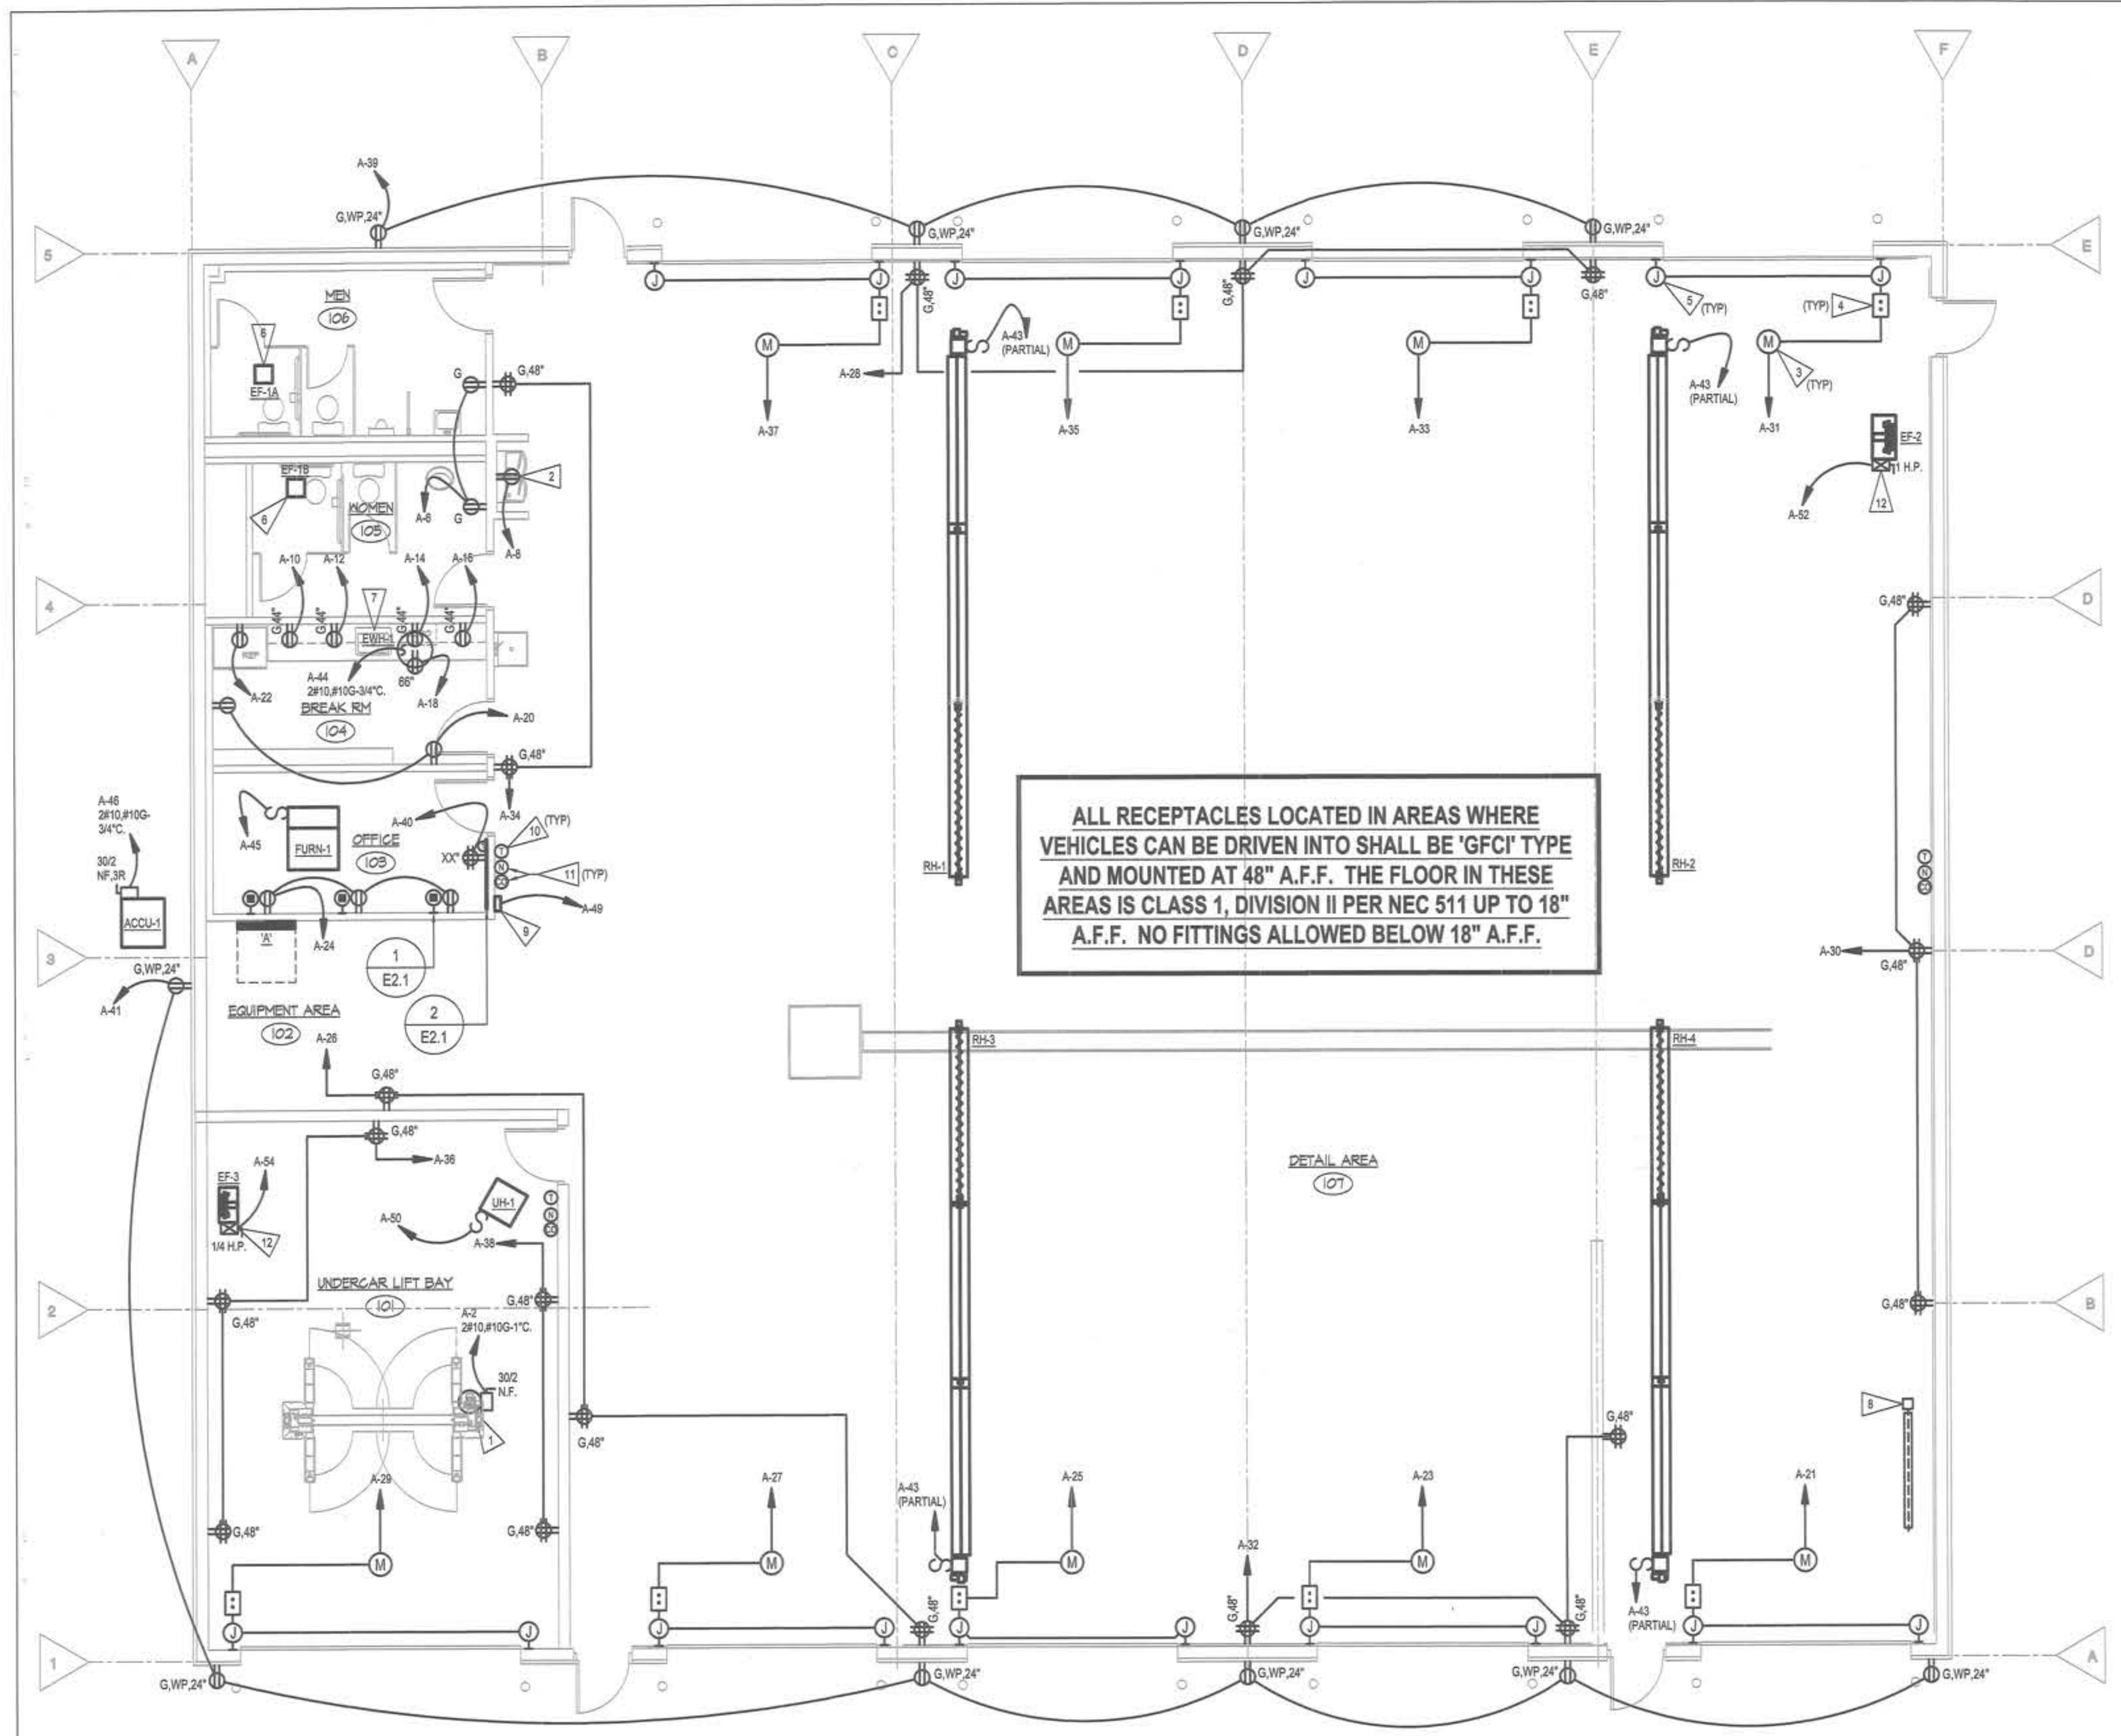 A
B
C
D
E
F
A-39
G,WP,24"
G,WP,24"
G,WP,24"
G,WP,24"
5
E
J
J
J
J
J
J
J
J
G,48"
G,48"
G,48"
5
(TYP)
(TYP)
4
MEN
106
6
EF-1A
M
M
M
M
A-43
(PARTIAL)
A-43
(PARTIAL)
3
(TYP)
A-28
A-37
A-35
A-33
A-31
G
G,48"
EF-2
1 H.P.
12
A-52
EF-1B
6
WOMEN
105
A-6
G
2
A-8
A-10
A-12
A-14
A-16
4
7
G,44"
G,44"
G,44"
G,44"
EWH-1
REF
G,48"
D
A-44
2#10,#10G-3/4"C.
66"
A-18
A-22
BREAK RM
104
A-20
G,48"
A-34
A-46
2#10,#10G-
3/4"C.
30/2
NF,3R
ACCU-1
A-45
FURN-1
OFFICE
103
A-40
XX"
10
(TYP)
T
N
11
(TYP)
A-49
9
A-24
'A'
1
E2.1
2
E2.1
ALL RECEPTACLES LOCATED IN AREAS WHERE
VEHICLES CAN BE DRIVEN INTO SHALL BE 'GFCI' TYPE
AND MOUNTED AT 48" A.F.F. THE FLOOR IN THESE
AREAS IS CLASS 1, DIVISION II PER NEC 511 UP TO 18"
A.F.F. NO FITTINGS ALLOWED BELOW 18" A.F.F.
RH-1
RH-2
T
N
3
G,WP,24"
A-41
A-30
G,48"
D
EQUIPMENT AREA
102
A-26
G,48"
RH-3
RH-4
G,48"
A-36
A-54
EF-3
1/4 H.P.
12
UH-1
A-50
A-38
T
N
DETAIL AREA
107
UNDERCAR LIFT BAY
101
2
G,48"
G,48"
A-2
2#10,#10G-1"C.
30/2
N.F.
1
G,48"
B
8
G,48"
G,48"
A-29
A-27
A-25
A-23
A-21
A-43
(PARTIAL)
G,48"
G,48"
M
M
M
M
M
A-32
A-43
(PARTIAL)
G,48"
G,48"
G,48"
J
J
J
J
J
J
J
J
J
J
1
A
G,WP,24"
G,WP,24"
G,WP,24"
G,WP,24"
G,WP,24"